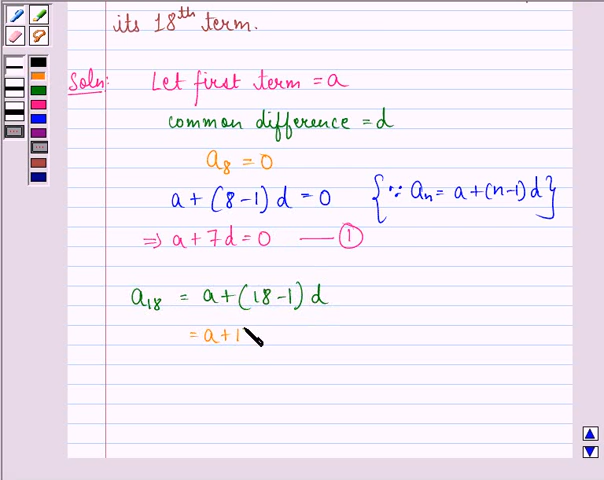 its 18th term.
Soln: Let first term = a
common difference = d
a8 = 0
a + (8-1) d = 0 {∵ an = a + (n-1) d}
⇒ a + 7d = 0 —— 1
a18 = a + (18-1) d
= a + 1